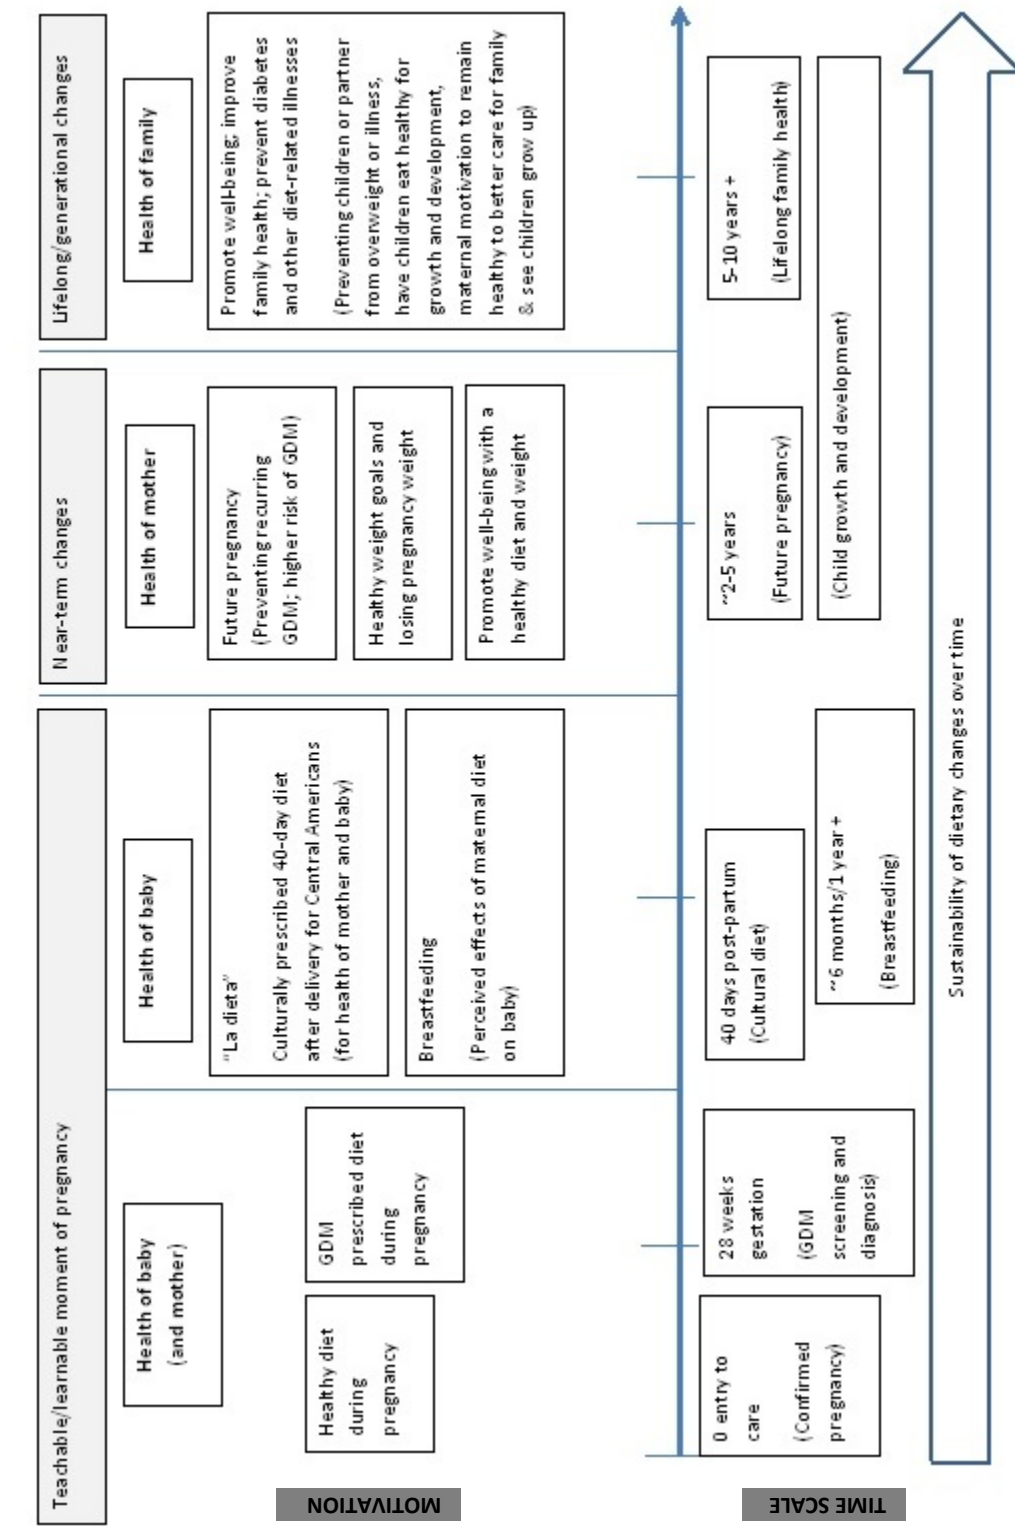 Teachable/learnable moment of pregnancy
Near-term changes
Lifelong/generational changes
Health of baby
(and mother)
Health of baby
Health of mother
Health of family
MOTIVATION
Healthy diet
during
pregnancy
GDM
prescribed diet
during
pregnancy
"La dieta"
Culturally prescribed 40-day diet
after delivery for Central Americans
(for health of mother and baby)
Breastfeeding
(Perceived effects of maternal diet
on baby)
Future pregnancy
(Preventing recurring
GDM; higher risk of GDM)
Healthy weight goals and
losing pregnancy weight
Promote well-being with a
healthy diet and weight
Promote well-being; improve
family health; prevent diabetes
and other diet-related illnesses
(Preventing children or partner
from overweight or illness,
have children eat healthy for
growth and development,
maternal motivation to remain
healthy to better care for family
& see children grow up)
TIME SCALE
0 entry to
care
(Confirmed
pregnancy)
28 weeks
gestation
(GDM
screening and
diagnosis)
40 days post-partum
(Cultural diet)
~6 months/1 year +
(Breastfeeding)
~2-5 years
(Future pregnancy)
5-10 years +
(Lifelong family health)
(Child growth and development)
Sustainability of dietary changes over time